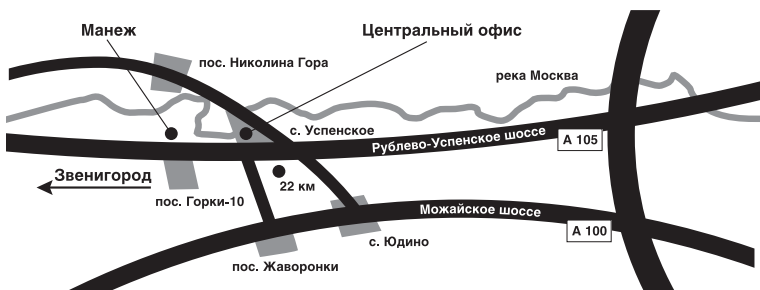 Манеж
Центральный офис
пос. Николина Гора
река Москва
с. Успенское
Рублево-Успенское шоссе
А 105
Звенигород
22 км
пос. Горки-10
Можайское шоссе
А 100
с. Юдино
пос. Жаворонки